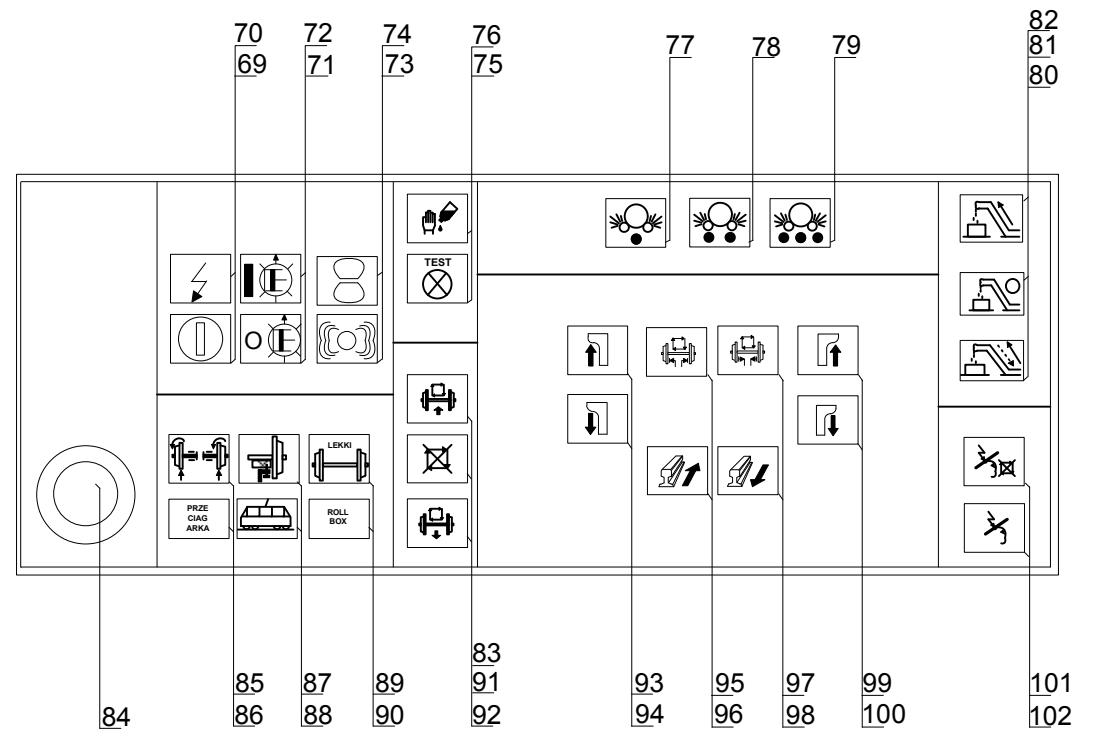 70 72 74 76 77 78 79 82
69 71 73 75 81
80
TEST
LEKKI
PRZE
CIAG
ARKA
ROLL
BOX
83
85 87 89 91 93 95 97 99 101
84 86 88 90 92 94 96 98 100 102